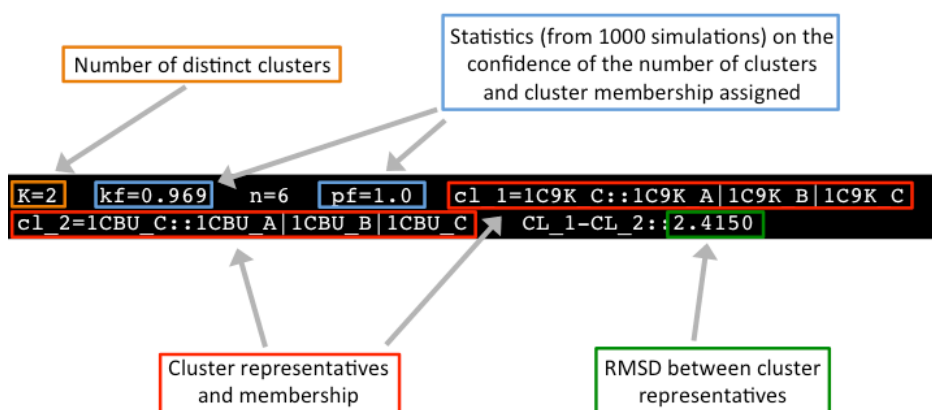 Number of distinct clusters
Statistics (from 1000 simulations) on the
confidence of the number of clusters
and cluster membership assigned
K=2 kf=0.969 n=6 pf=1.0 cl_1=1C9K_C::1C9K_A|1C9K_B|1C9K_C
cl_2=1CBU_C::1CBU_A|1CBU_B|1CBU_C CL_1-CL_2::2.4150
Cluster representatives
and membership
RMSD between cluster
representatives